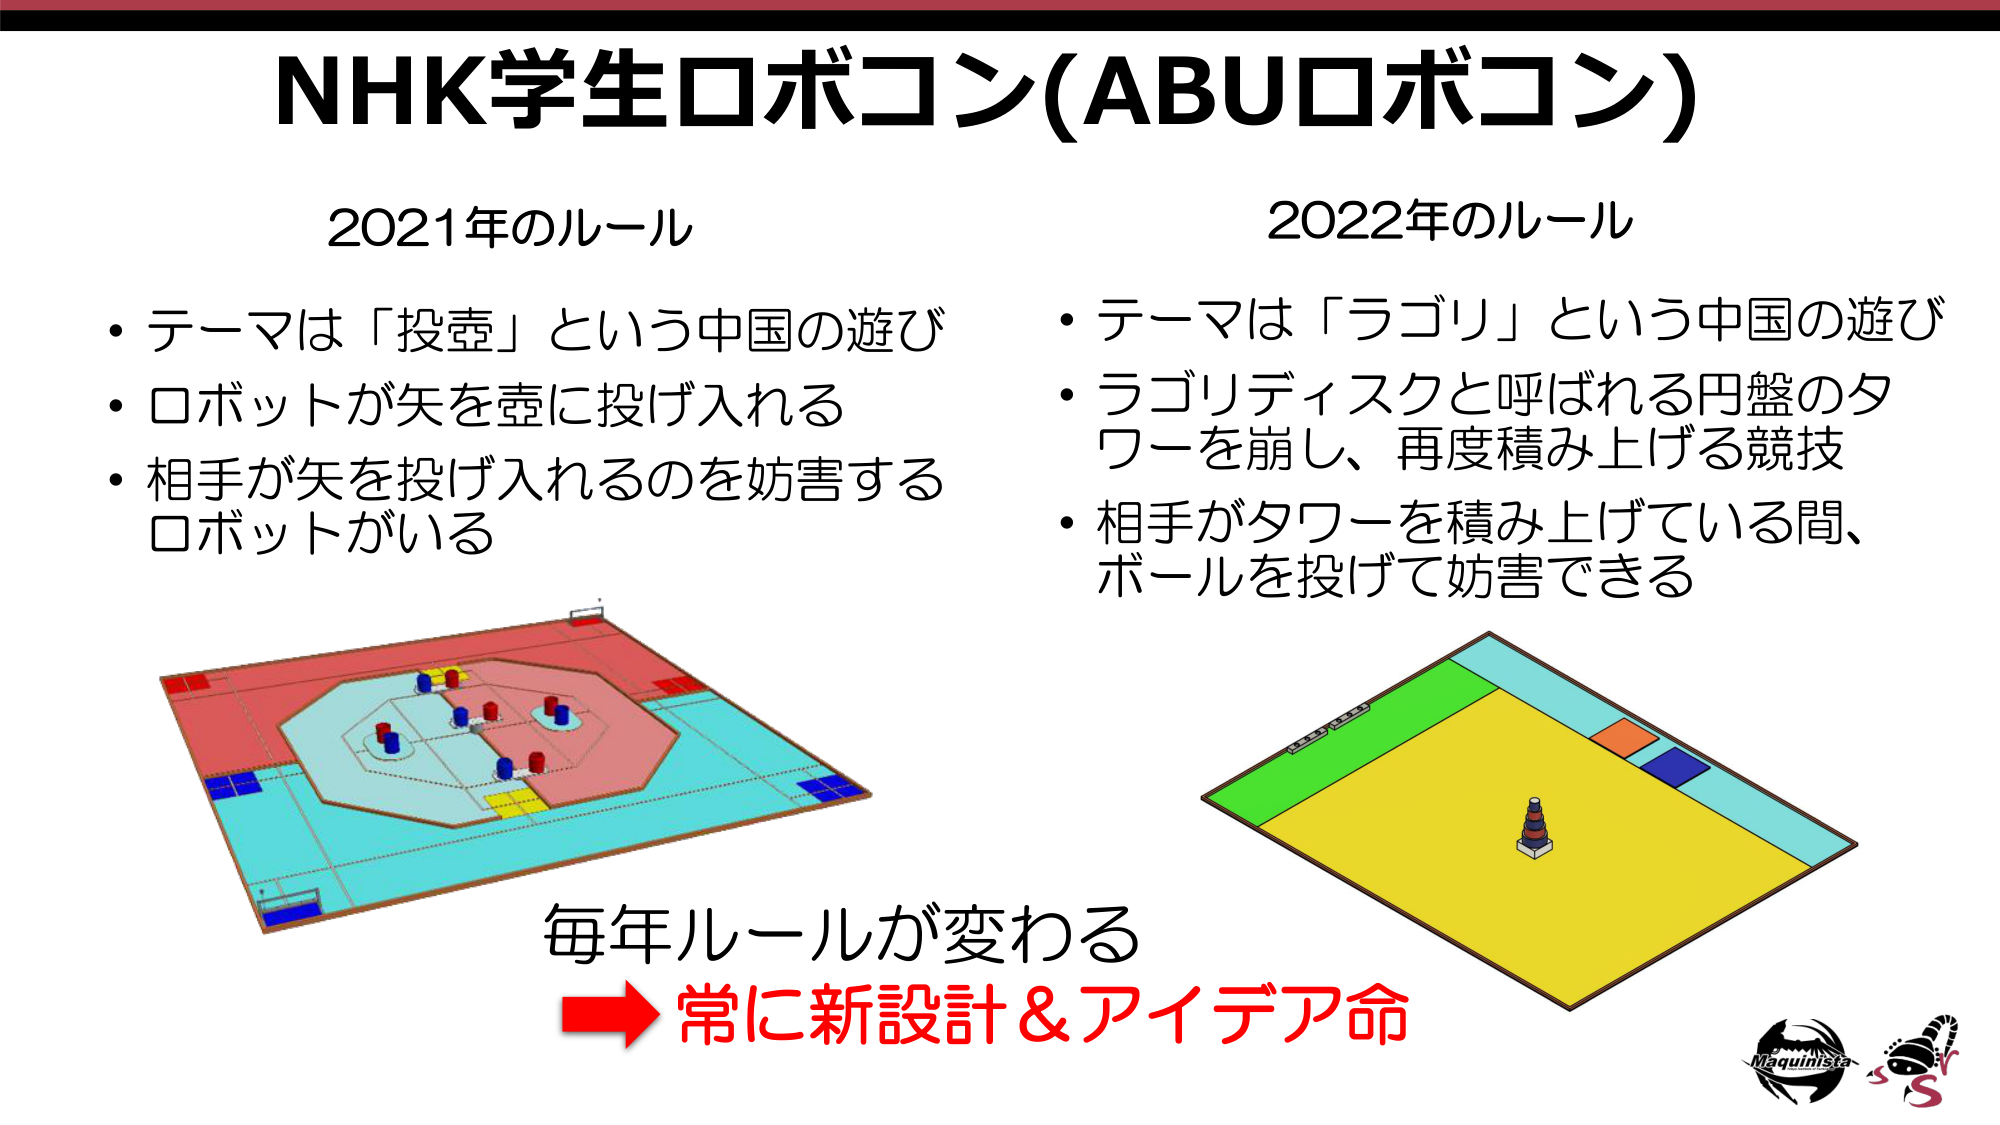 NHK学生ロボコン(ABUロボコン)
2021年のルール
• テーマは「投壺」という中国の遊び
• ロボットが矢を壺に投げ入れる
• 相手が矢を投げ入れるのを妨害する
ロボットがいる
2022年のルール
• テーマは「ラゴリ」という中国の遊び
• ラゴリディスクと呼ばれる円盤のタ
ワーを崩し、再度積み上げる競技
• 相手がタワーを積み上げている間、
ボールを投げて妨害できる
毎年ルールが変わる
常に新設計＆アイデア命
Maquinista
s S r